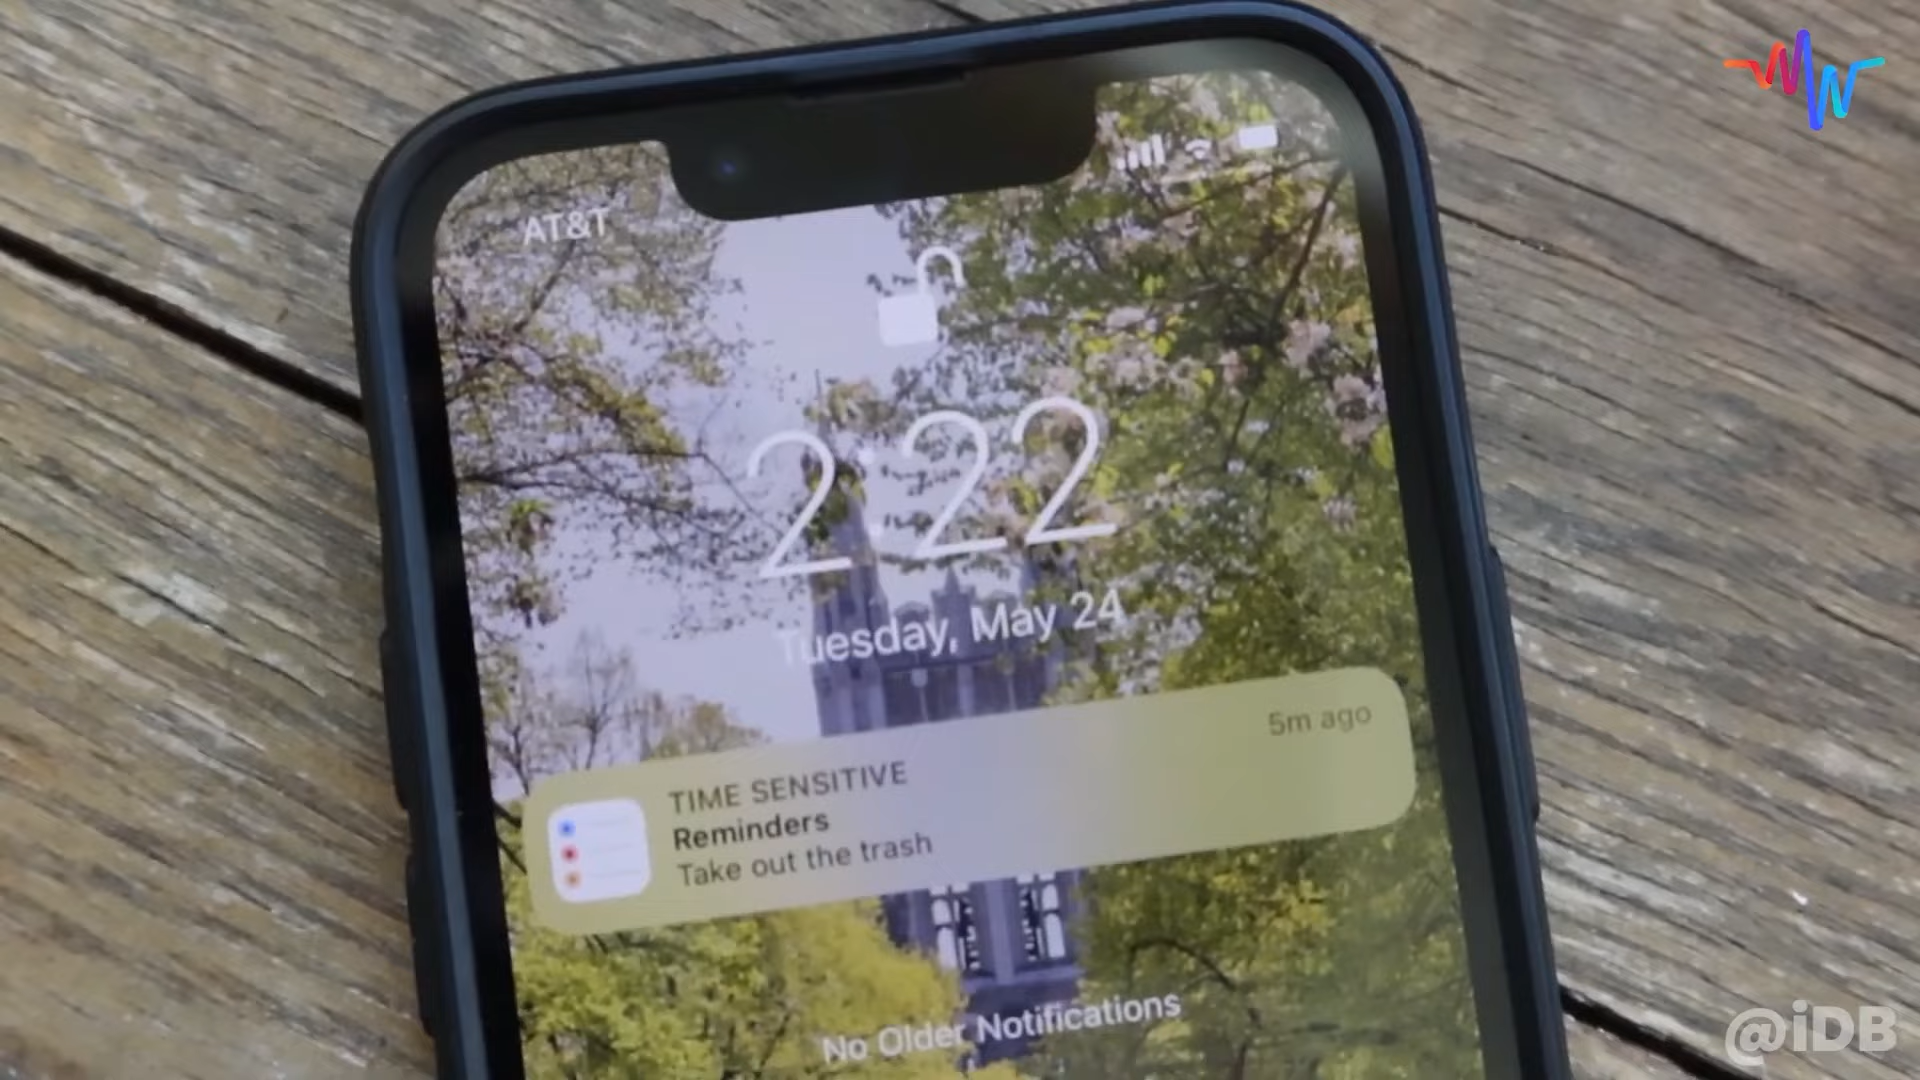 AT&T
2:22
Tuesday, May 24
5m ago
TIME SENSITIVE
Reminders
Take out the trash
No Older Notifications
@iDB